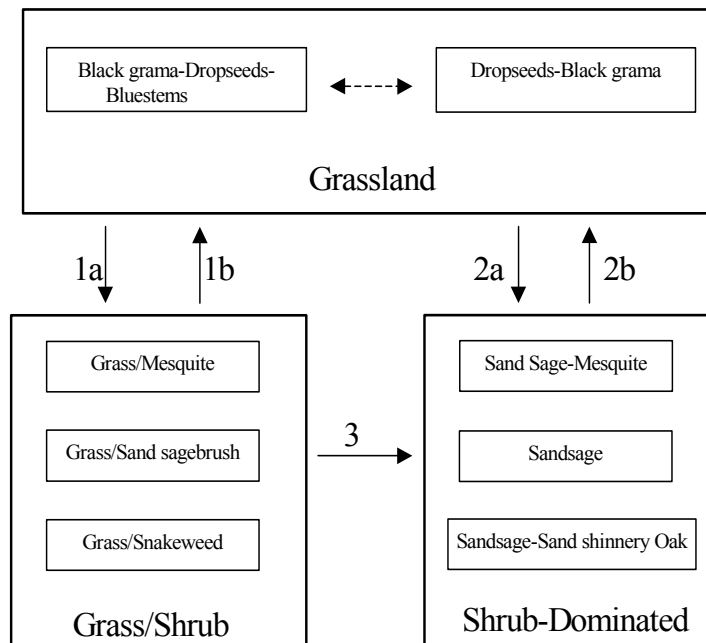 Black grama-Dropseeds-
Bluestems
Dropseeds-Black grama
Grassland
1a
1b
2a
2b
Grass/Mesquite
Grass/Sand sagebrush
Grass/Snakeweed
Grass/Shrub
3
Sand Sage-Mesquite
Sandsage
Sandsage-Sand shinnery Oak
Shrub-Dominated